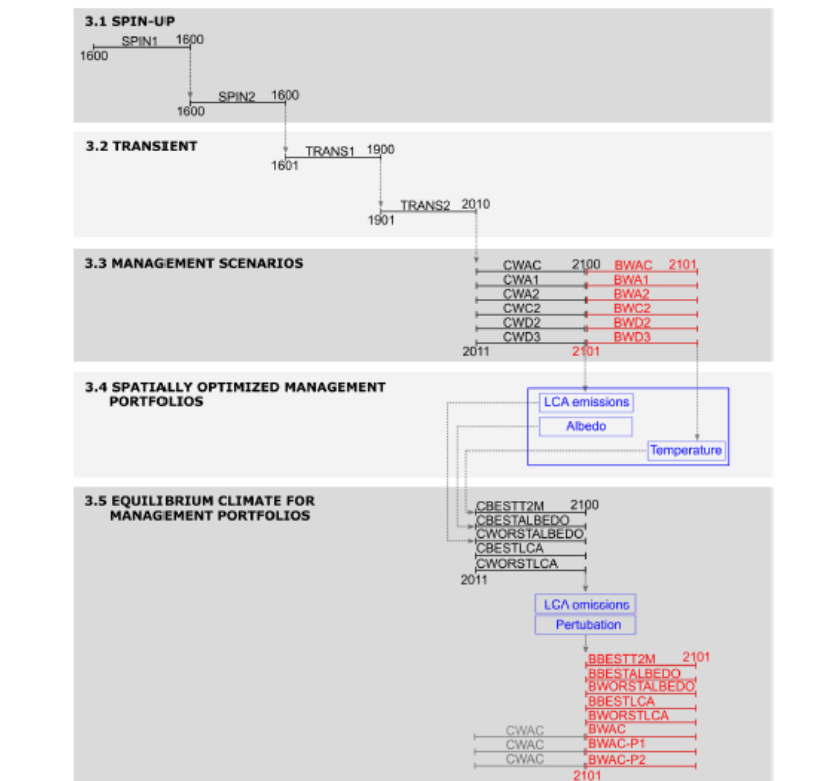 3.1 SPIN-UP
SPIN1 1600
1600
SPIN2 1600
1600
3.2 TRANSIENT
TRANS1 1900
1601
TRANS2 2010
1901
3.3 MANAGEMENT SCENARIOS
CWAC 2100 BWAC 2101
CWA1 BWA1
CWA2 BWA2
CWC2 BWC2
CWD2 BWD2
CWD3 BWD3
2011 2101
3.4 SPATIALLY OPTIMIZED MANAGEMENT
PORTFOLIOS
LCA emissions
Albedo
Temperature
3.5 EQUILIBRIUM CLIMATE FOR
MANAGEMENT PORTFOLIOS
CBESTT2M 2100
CBESTALBEDO
CWORSTALBEDO
CBESTLCA
CWORSTLCA
2011
LCA emissions
Pertubation
BBESTT2M 2101
BBESTALBEDO
BWORSTALBEDO
BBESTLCA
BWORSTLCA
CWAC BWAC
CWAC BWAC-P1
CWAC BWAC-P2
2101